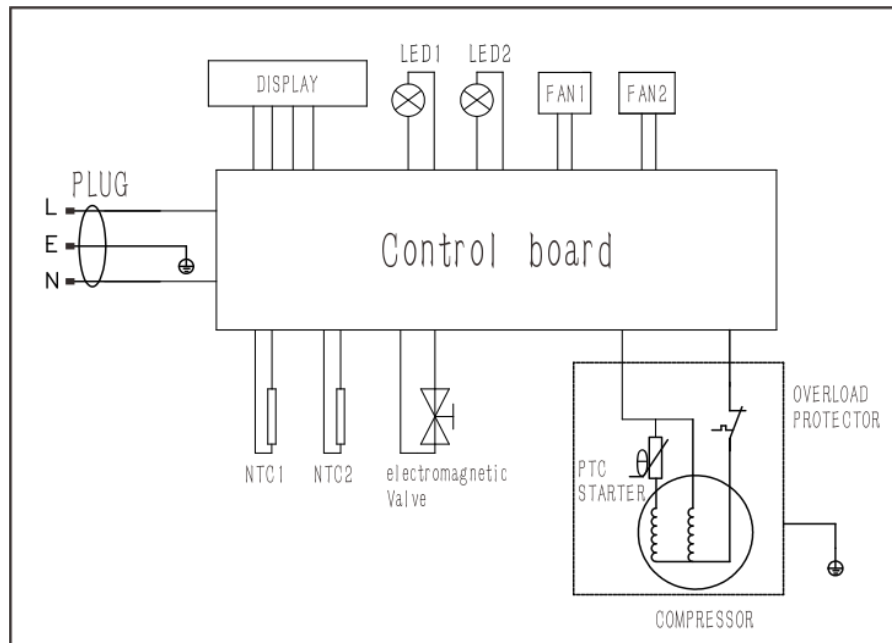 LED1 LED2
DISPLAY
FAN1 FAN2
PLUG
L
E
N
Control board
OVERLOAD
PROTECTOR
NTC1 NTC2 electromagnetic
Valve
PTC
STARTER
COMPRESSOR